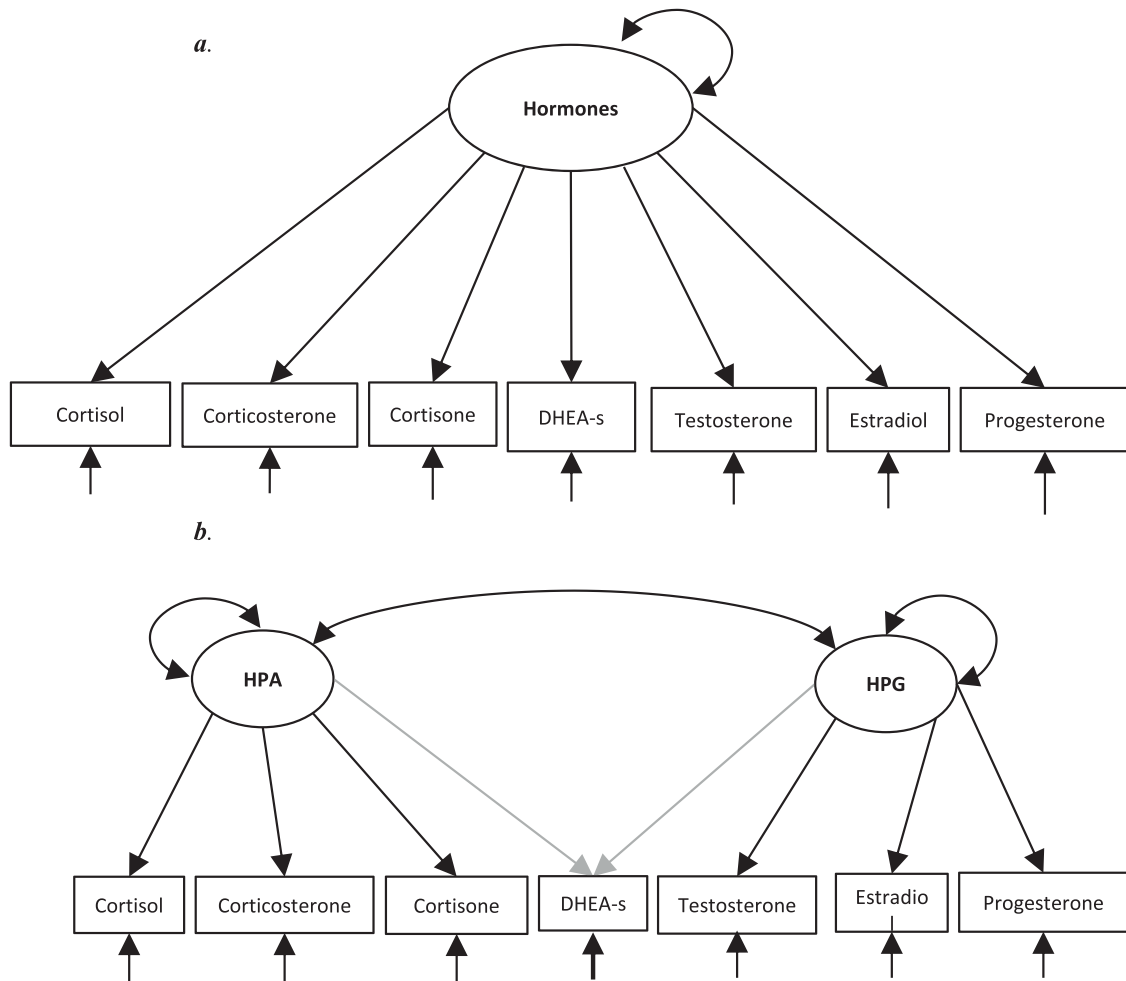 a.
Hormones
Cortisol
Corticosterone
Cortisone
DHEA-s
Testosterone
Estradiol
Progesterone
b.
HPA
HPG
Cortisol
Corticosterone
Cortisone
DHEA-s
Testosterone
Estradio
l
Progesterone